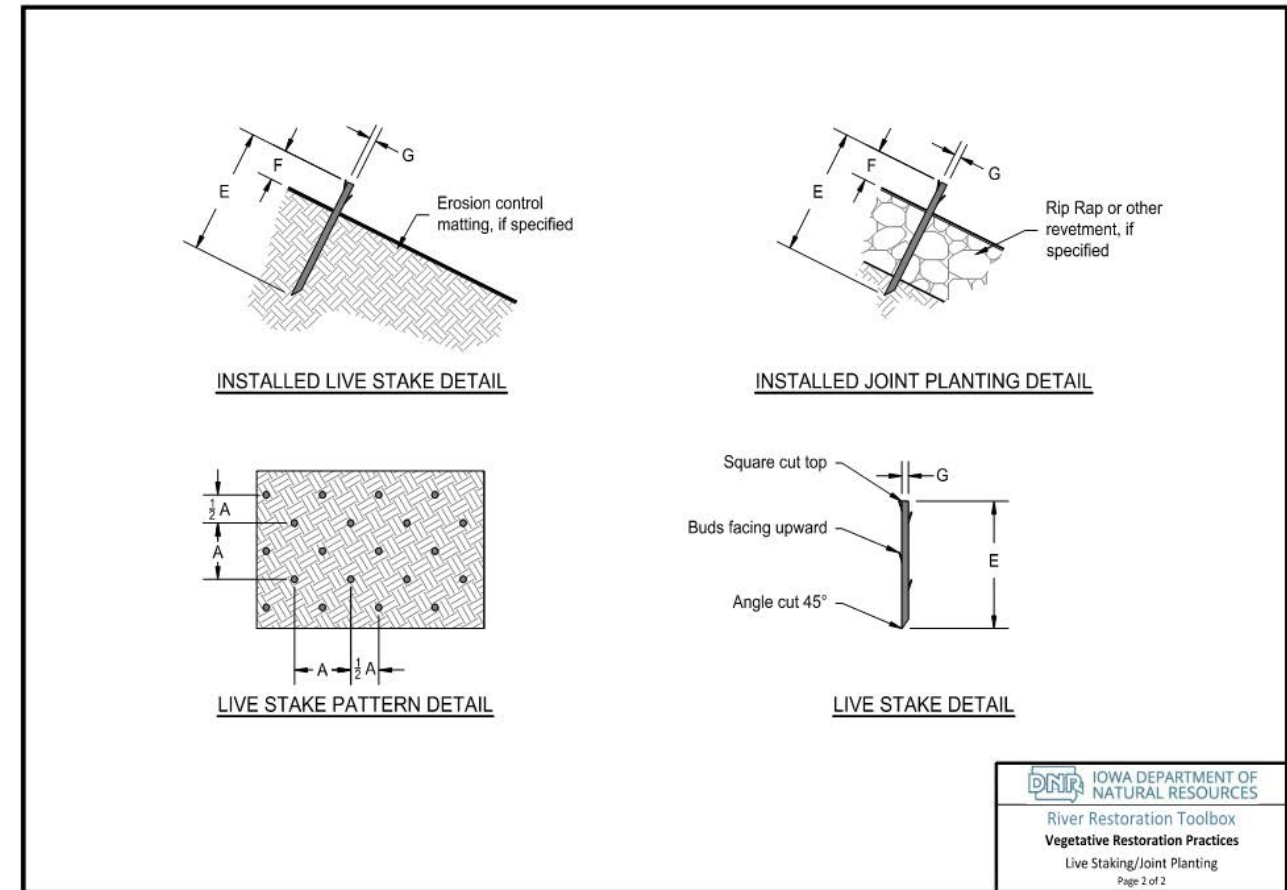 G
F
E
Erosion control
matting, if specified
INSTALLED LIVE STAKE DETAIL
G
F
E
Rip Rap or other
revetment, if
specified
INSTALLED JOINT PLANTING DETAIL
½ A
A
A ½ A
LIVE STAKE PATTERN DETAIL
Square cut top
G
Buds facing upward
E
Angle cut 45°
LIVE STAKE DETAIL
DNR IOWA DEPARTMENT OF
NATURAL RESOURCES
River Restoration Toolbox
Vegetative Restoration Practices
Live Staking/Joint Planting
Page 2 of 2